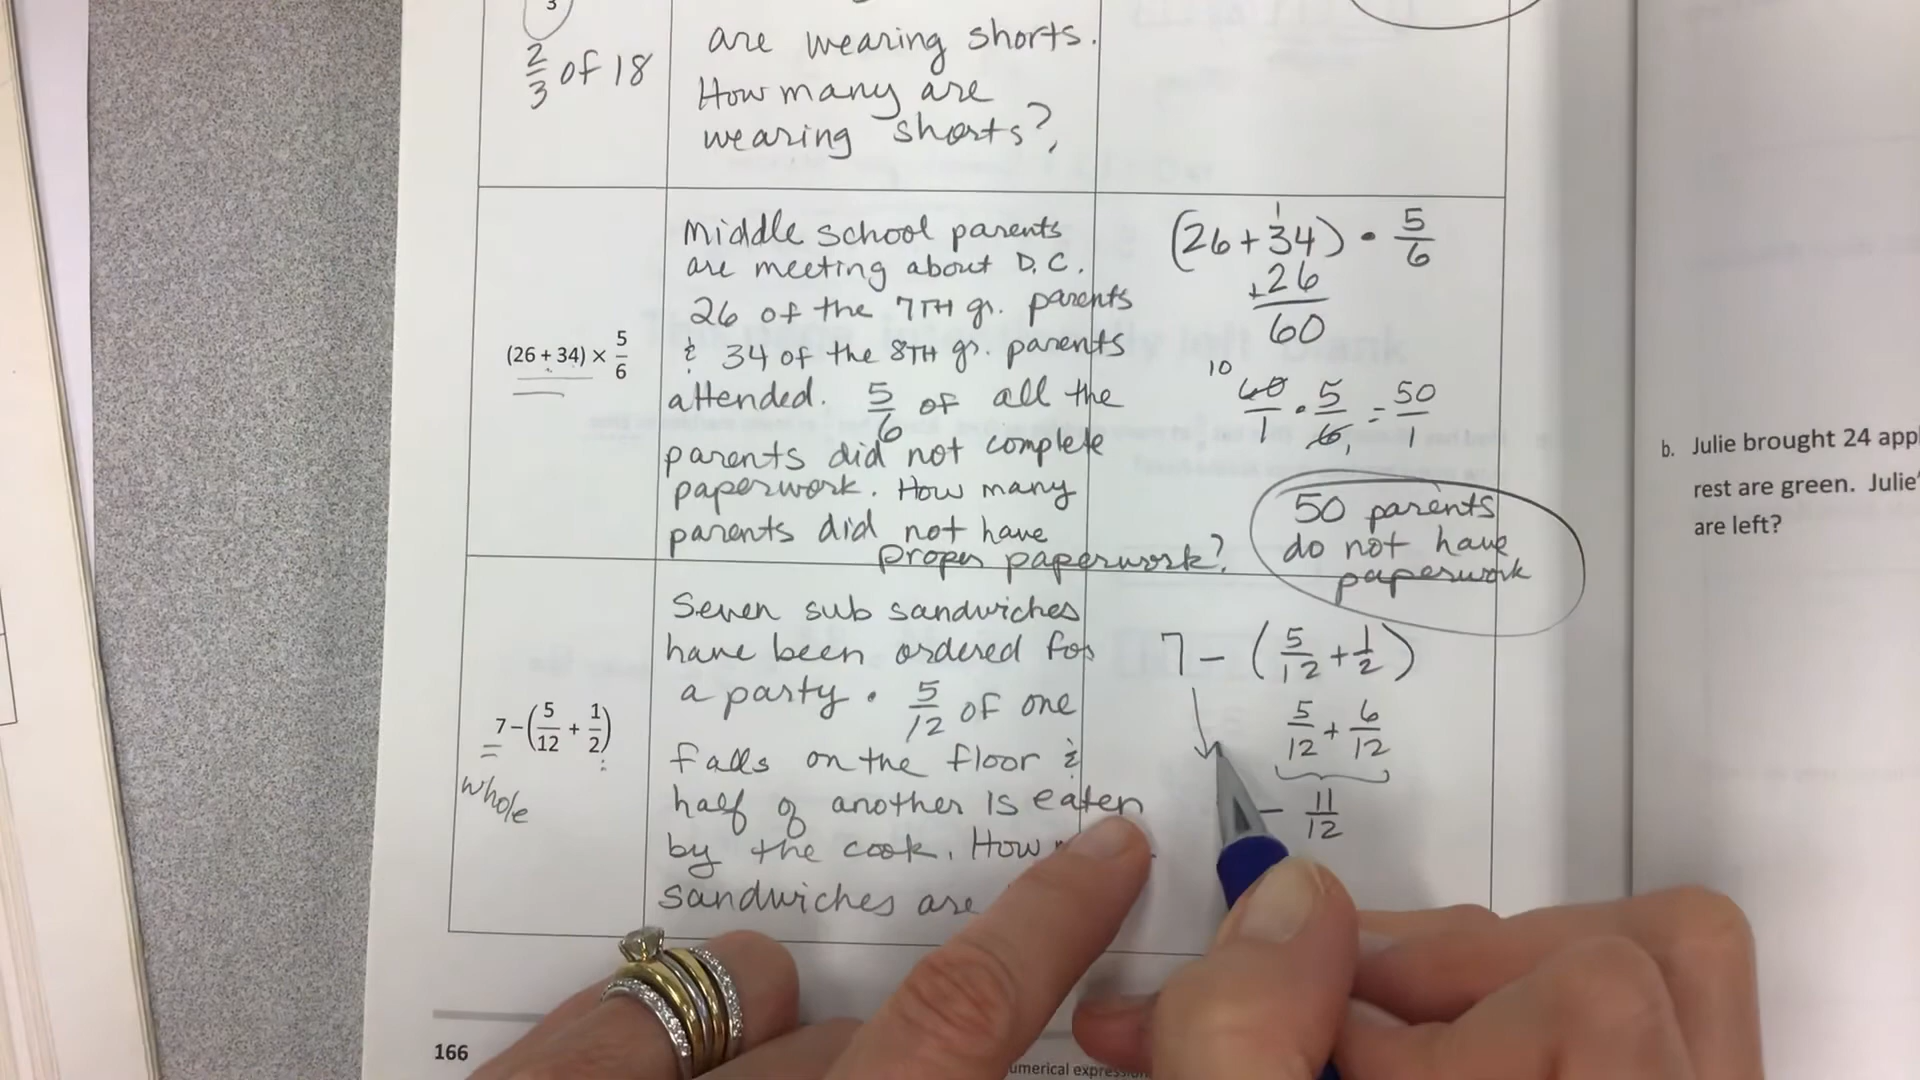 3
2/3 of 18
are wearing shorts.
How many are
wearing shorts?
(26 + 34) × 5/6
Middle school parents
are meeting about D.C.
26 of the 7TH gr. parents
& 34 of the 8TH gr. parents
attended. 5/6 of all the
parents did not complete
paperwork. How many
parents did not have
proper paperwork?
1
(26 + 34) • 5/6
+26
60
10
60/1 • 5/6 = 50/1
1
50 parents
do not have
paperwork
7 − (5/12 + 1/2)
=
whole
Seven sub sandwiches
have been ordered for
a party. 5/12 of one
falls on the floor &
half of another is eaten
by the cook. How
sandwiches are
7 − (5/12 + 1/2)
5/12 + 6/12
− 11/12
166
umerical express
b. Julie brought 24 app
rest are green. Julie'
are left?